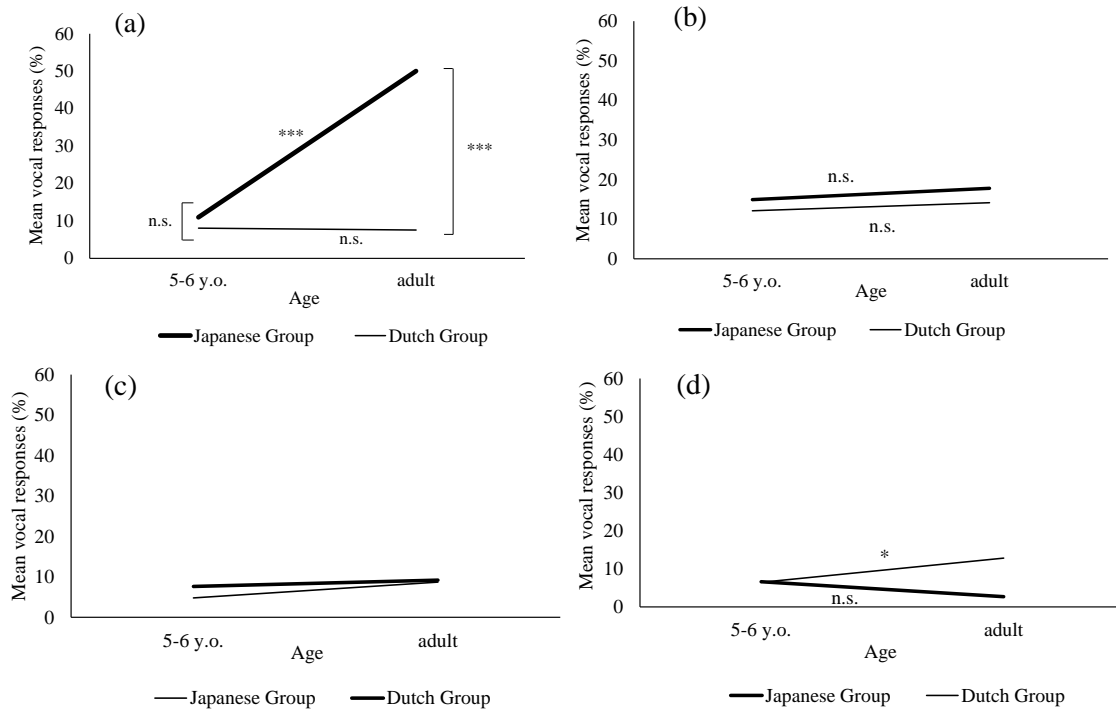 (a)
Mean vocal responses (%)
60
50
40
30
20
10
0
***
***
n.s.
n.s.
5-6 y.o.
adult
Age
Japanese Group
Dutch Group
(b)
Mean vocal responses (%)
60
50
40
30
20
10
0
n.s.
n.s.
5-6 y.o.
adult
Age
Japanese Group
Dutch Group
(c)
Mean vocal responses (%)
60
50
40
30
20
10
0
5-6 y.o.
adult
Age
Japanese Group
Dutch Group
(d)
Mean vocal responses (%)
60
50
40
30
20
10
0
*
n.s.
5-6 y.o.
adult
Age
Japanese Group
Dutch Group